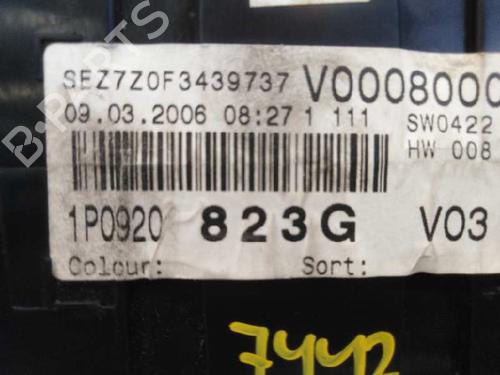 SEZ7Z0F3439737 V0008000
09.03.2006 08:27 1 111 SW0422
HW 008
1P0920 823G V03
Colour: Sort:
7442
B-PARTS